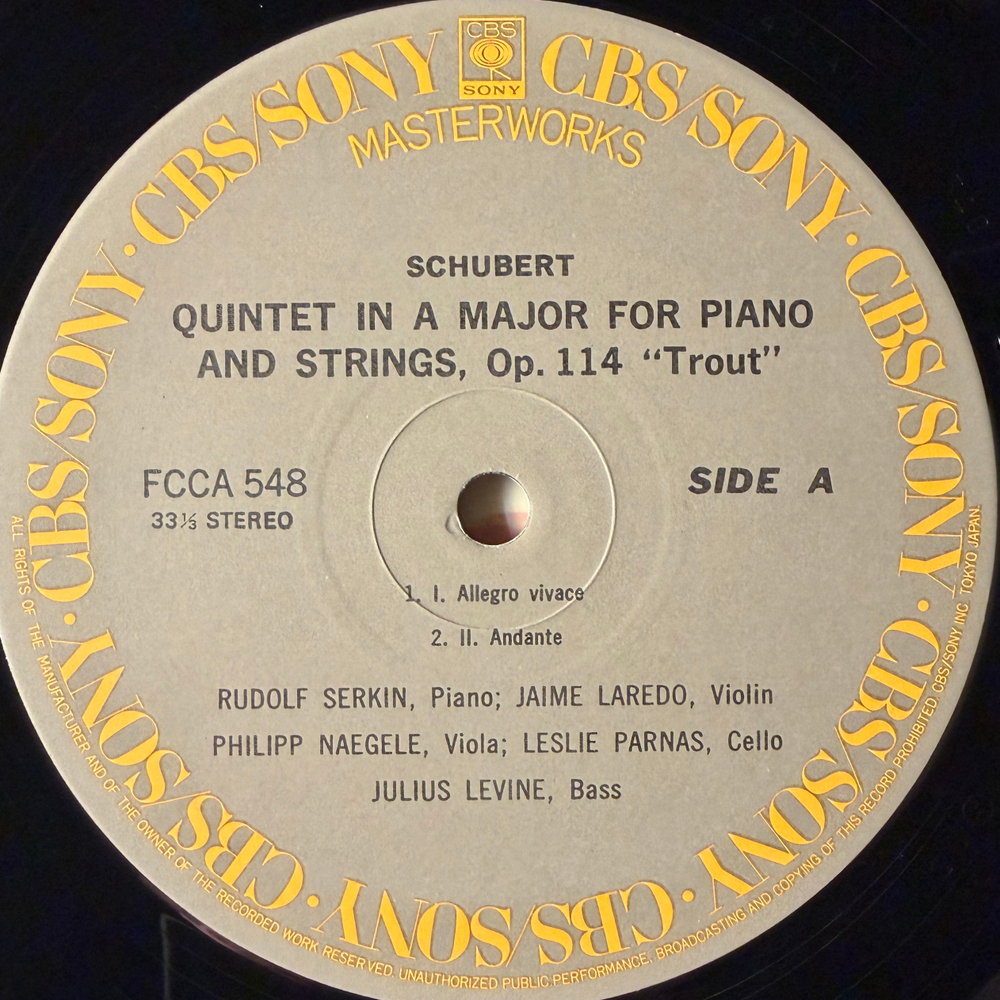 CBS
SONY
CBS/SONY · CBS/SONY · CBS/SONY · CBS/SONY · CBS/SONY · CBS/SONY · CBS/SONY · CBS/SONY
MASTERWORKS
SCHUBERT
QUINTET IN A MAJOR FOR PIANO
AND STRINGS, Op. 114 “Trout”
FCCA 548
SIDE A
33⅓ STEREO
1. I. Allegro vivace
2. II. Andante
RUDOLF SERKIN, Piano; JAIME LAREDO, Violin
PHILIPP NAEGELE, Viola; LESLIE PARNAS, Cello
JULIUS LEVINE, Bass
ALL RIGHTS OF THE MANUFACTURER AND OF THE OWNER OF THE RECORDED WORK RESERVED. UNAUTHORIZED PUBLIC PERFORMANCE, BROADCASTING AND COPYING OF THIS RECORD PROHIBITED CBS/SONY INC. TOKYO JAPAN.